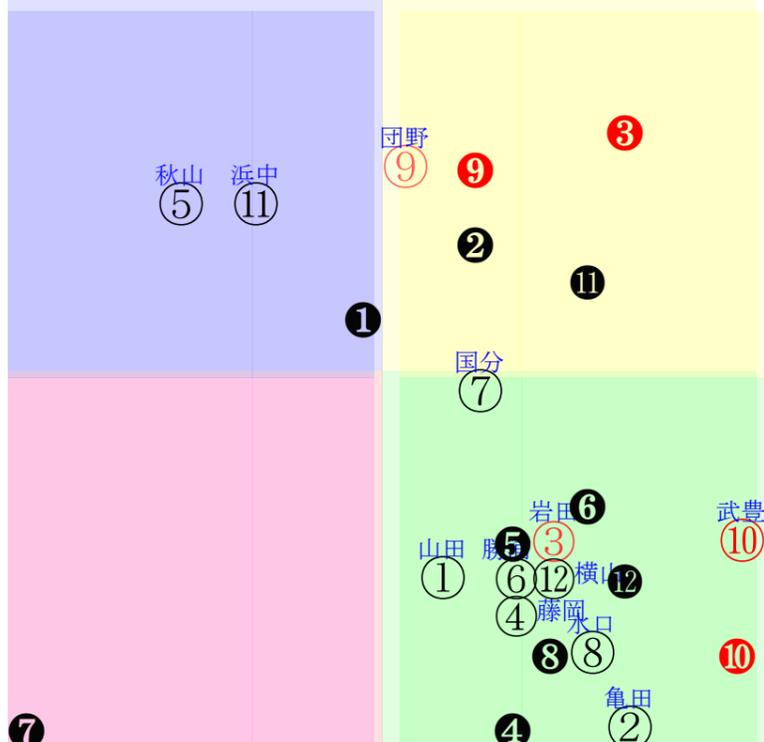 団野
❸
⑨
❾
秋山
浜中
⑤
⑪
❷
⓫
❶
国分
⑦
❻
岩田
武豊
❺
③
⑩
山田
①
⑥
⑫
横山
⓬
④
藤岡
水口
❽
⑧
❿
亀田
②
❼
❹